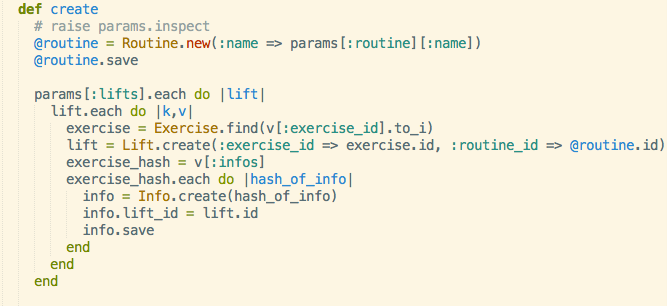 def create
# raise params.inspect
@routine = Routine.new(:name => params[:routine][:name])
@routine.save
params[:lifts].each do |lift|
lift.each do |k,v|
exercise = Exercise.find(v[:exercise_id].to_i)
lift = Lift.create(:exercise_id => exercise.id, :routine_id => @routine.id)
exercise_hash = v[:infos]
exercise_hash.each do |hash_of_info|
info = Info.create(hash_of_info)
info.lift_id = lift.id
info.save
end
end
end